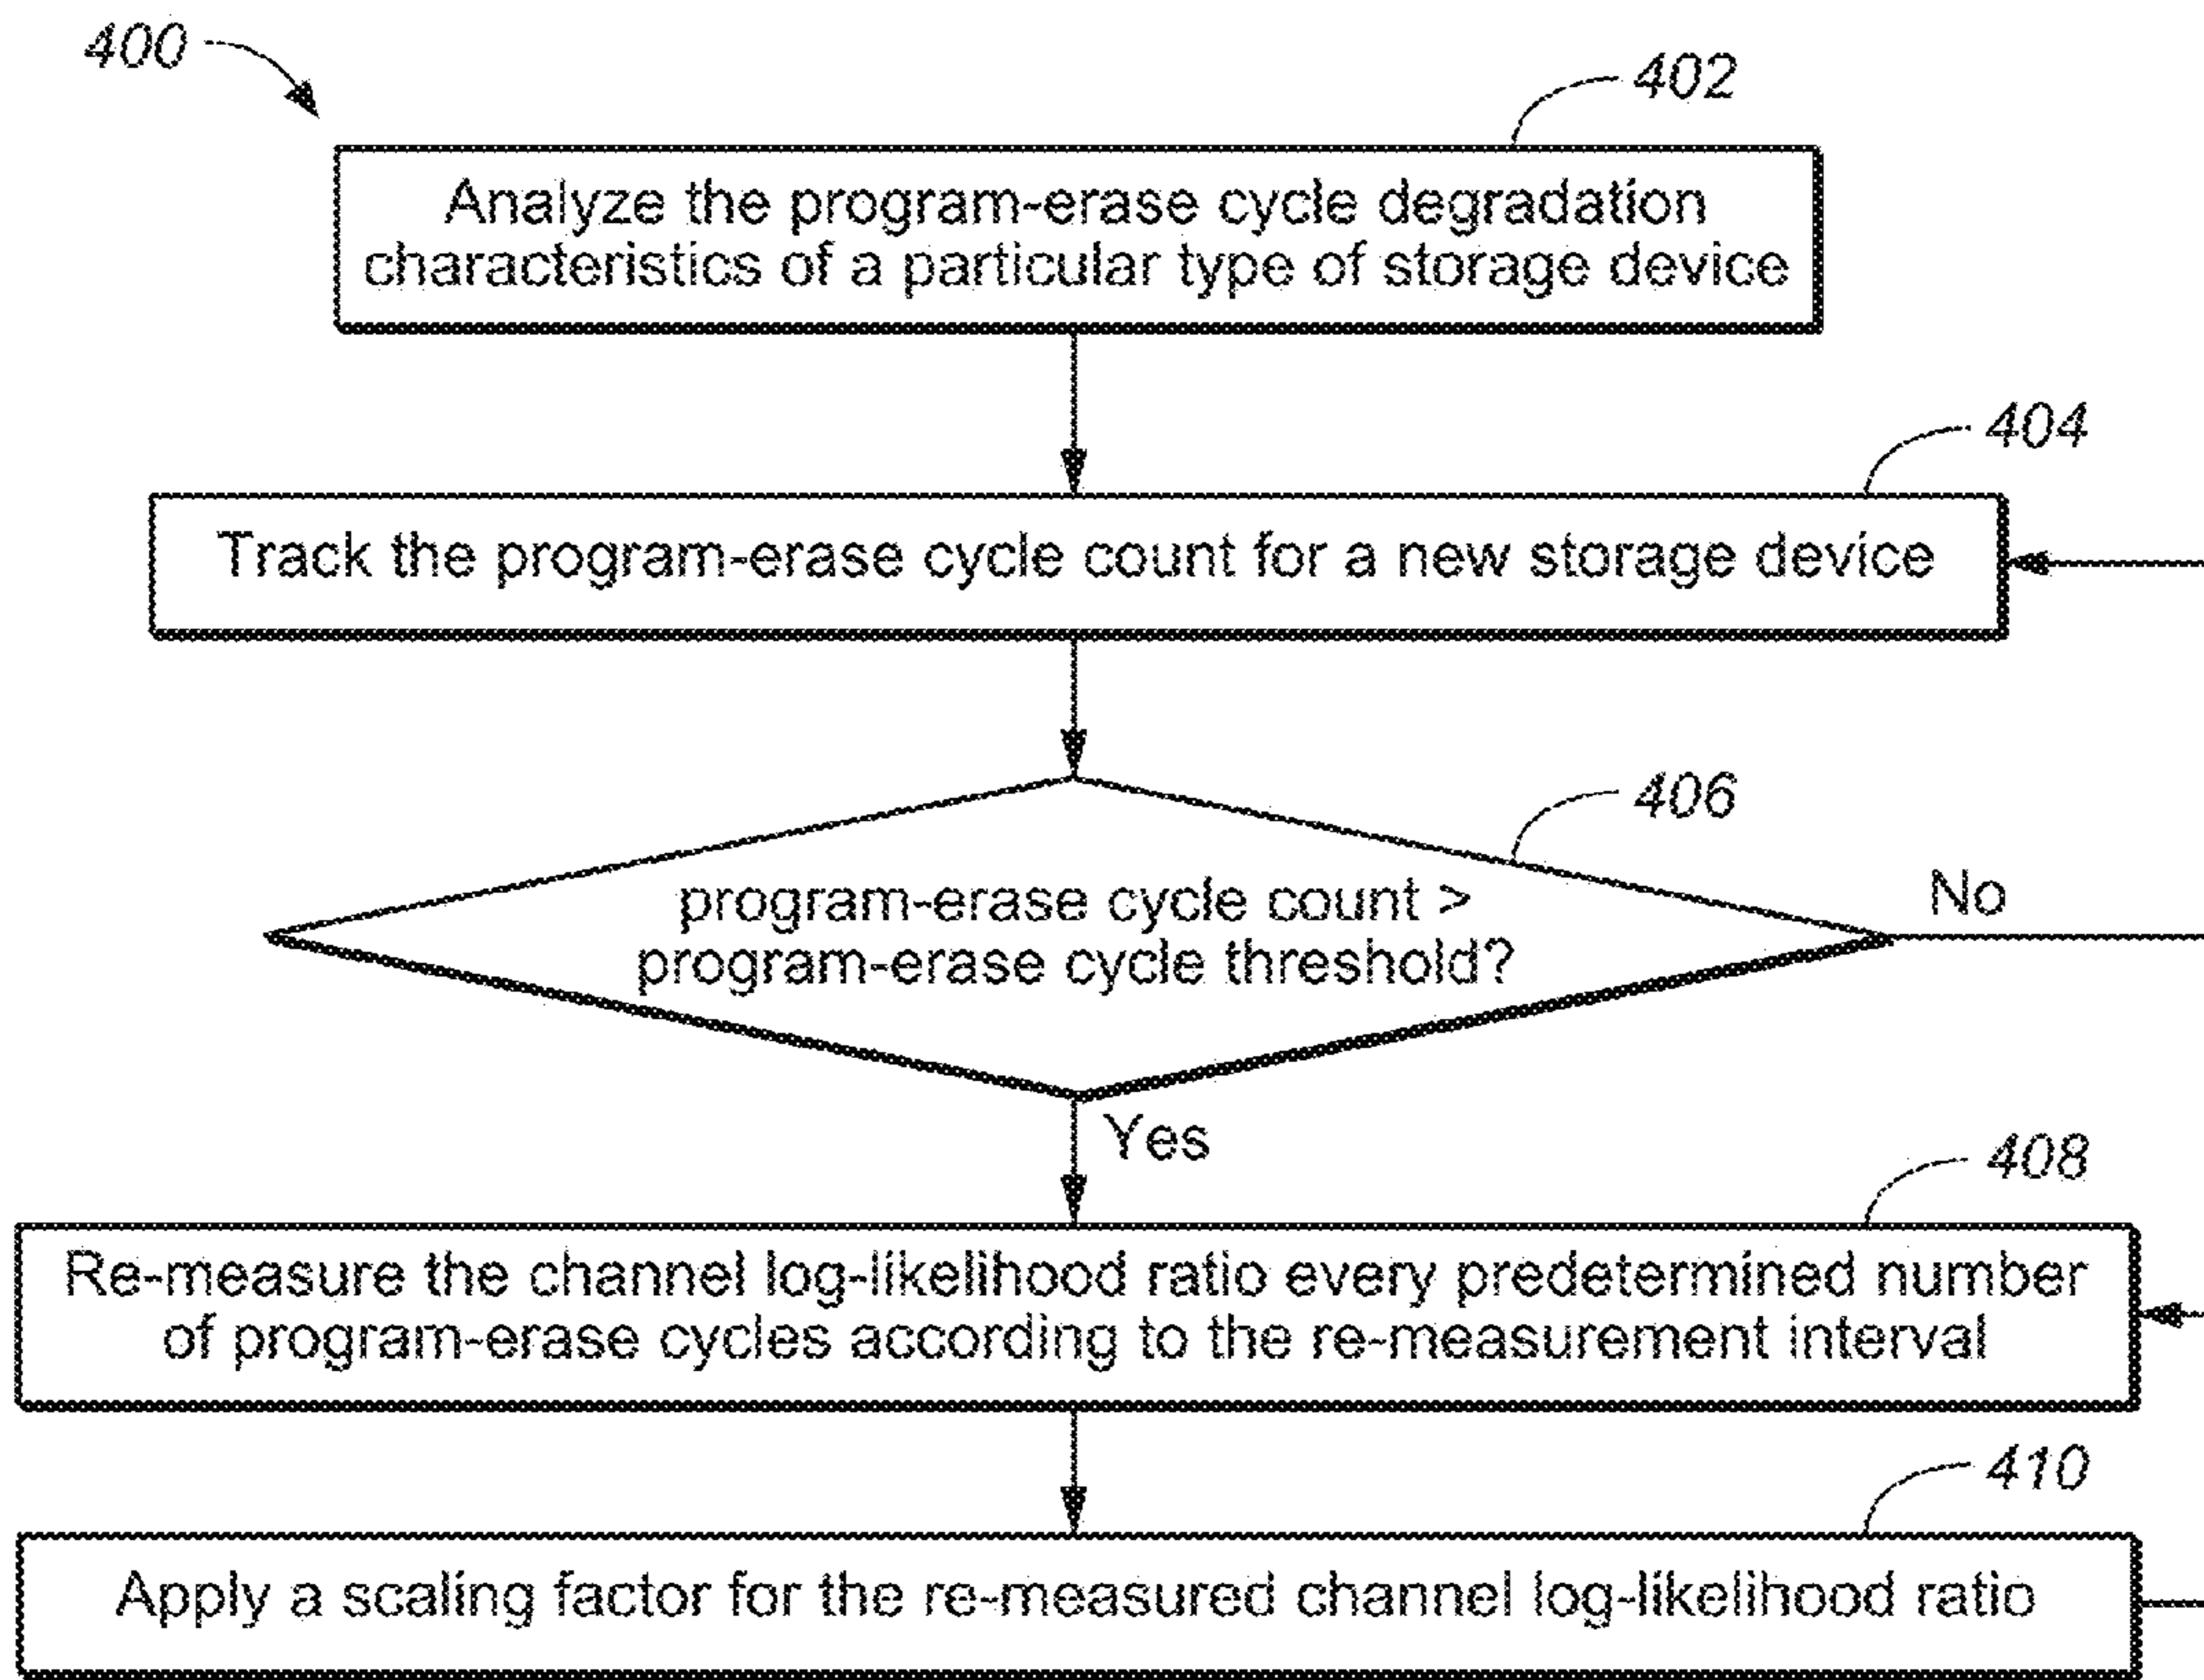 400
402
Analyze the program-erase cycle degradation
characteristics of a particular type of storage device
404
Track the program-erase cycle count for a new storage device
406
program-erase cycle count >
program-erase cycle threshold?
No
Yes
408
Re-measure the channel log-likelihood ratio every predetermined number
of program-erase cycles according to the re-measurement interval
410
Apply a scaling factor for the re-measured channel log-likelihood ratio